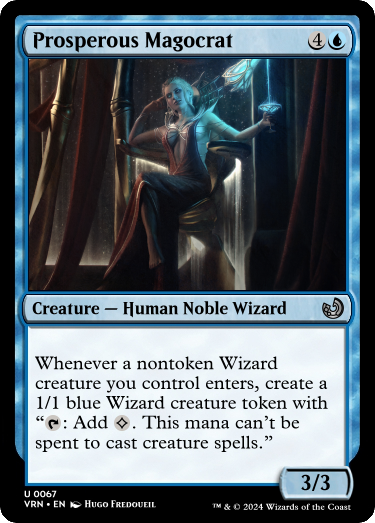 Prosperous Magocrat 4
Creature — Human Noble Wizard
Whenever a nontoken Wizard
creature you control enters, create a
1/1 blue Wizard creature token with
“: Add . This mana can’t be
spent to cast creature spells.”
3/3
U 0067
VRN • EN Hugo Fredoueil
™ & © 2024 Wizards of the Coast